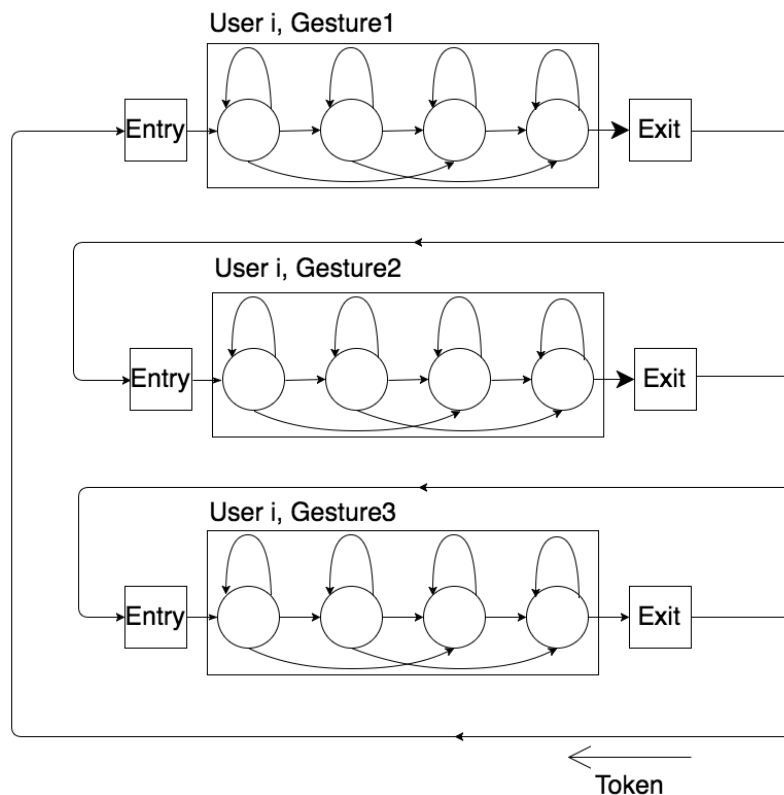 User i, Gesture1
Entry
Exit
User i, Gesture2
Entry
Exit
User i, Gesture3
Entry
Exit
Token